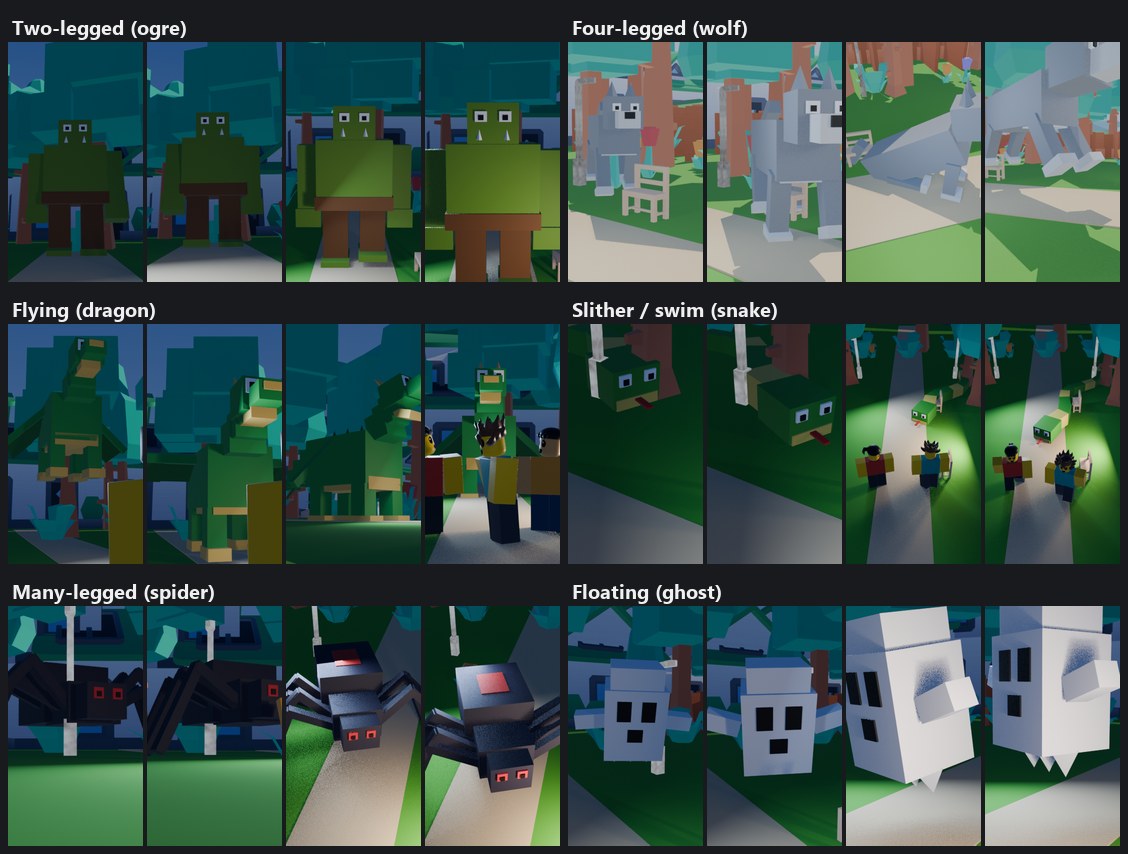 Two-legged (ogre)
Four-legged (wolf)
Flying (dragon)
Slither / swim (snake)
Many-legged (spider)
Floating (ghost)